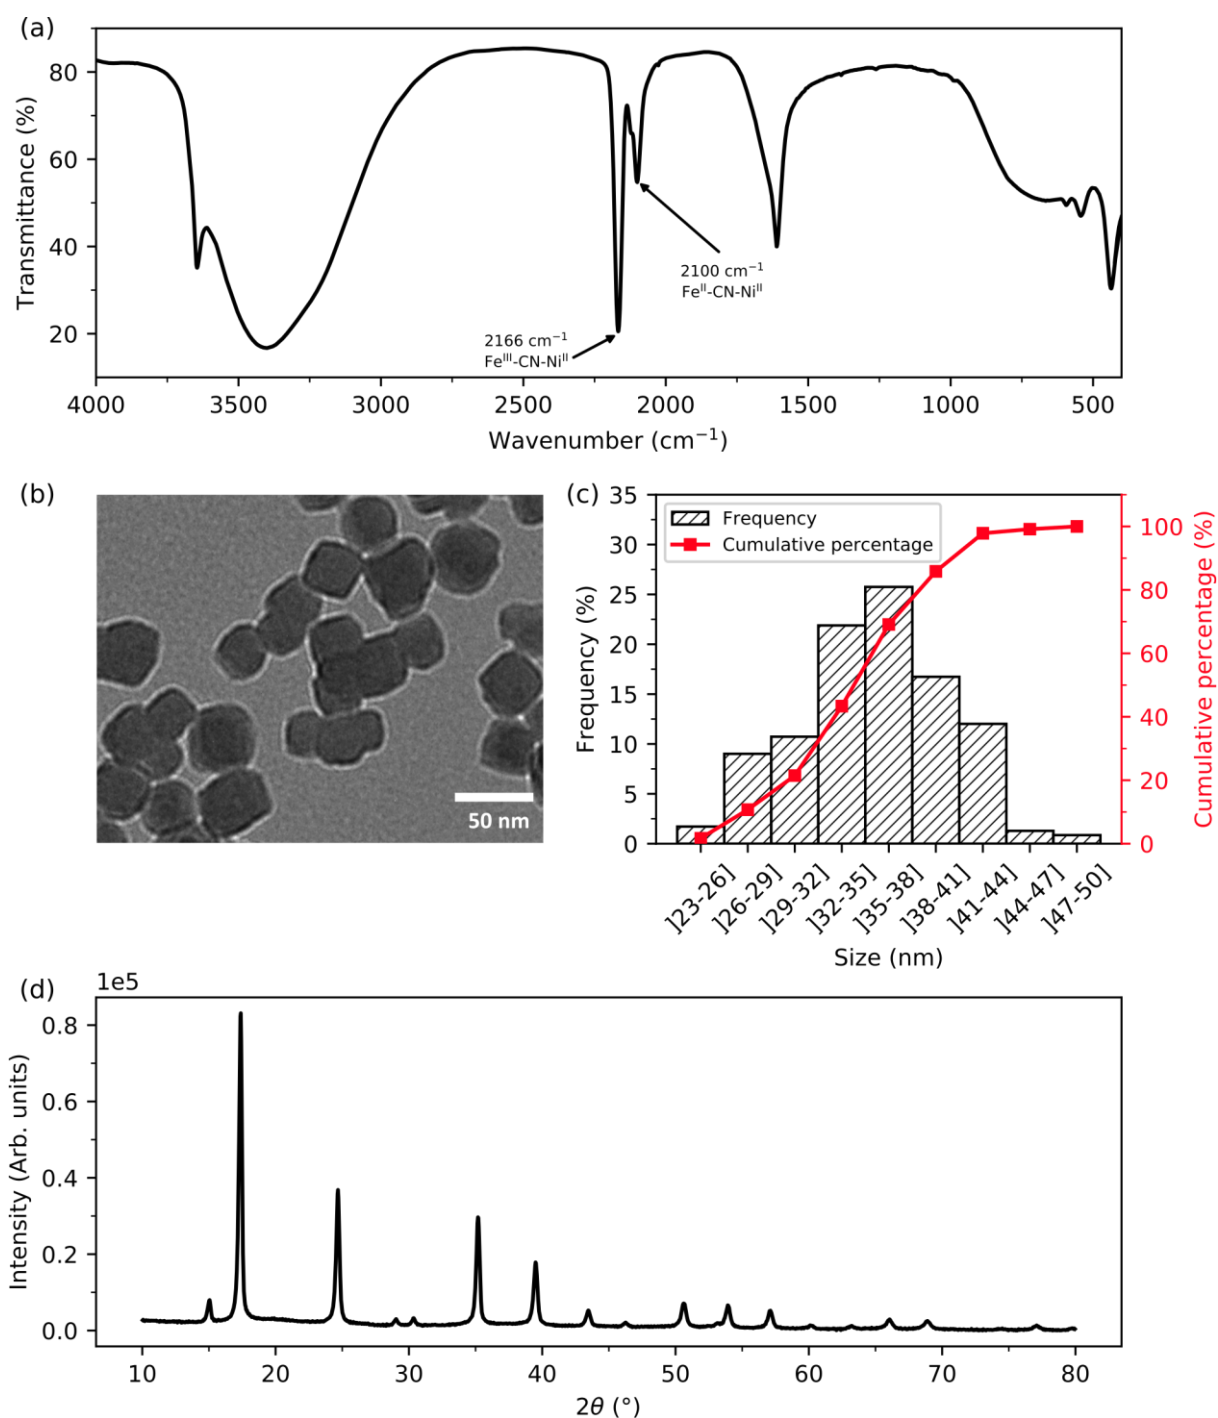 (a)
80
60
40
20
Transmittance (%)
2166 cm⁻¹
Feᴵᴵᴵ-CN-Niᴵᴵ
2100 cm⁻¹
Feᴵᴵ-CN-Niᴵᴵ
4000 3500 3000 2500 2000 1500 1000 500
Wavenumber (cm⁻¹)
(b)
50 nm
(c)
35
30
25
20
15
10
5
0
Frequency (%)
Frequency
Cumulative percentage
100
80
60
40
20
0
Cumulative percentage (%)
]23-26] ]26-29] ]29-32] ]32-35] ]35-38] ]38-41] ]41-44] ]44-47] ]47-50]
Size (nm)
(d)
1e5
0.8
0.6
0.4
0.2
0.0
Intensity (Arb. units)
10 20 30 40 50 60 70 80
2θ (°)